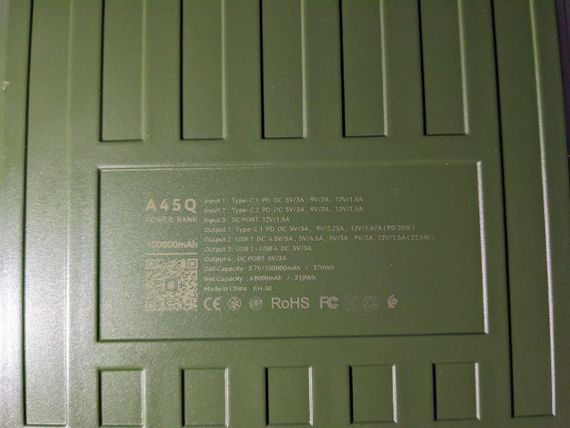 A45Q
POWER BANK
100000mAh
Input 1: Type-C 1 PD DC 5V/3A, 9V/2A, 12V/1.5A
Input 2: Type-C 2 PD DC 5V/3A, 9V/2A, 12V/1.5A
Input 3: DC PORT 12V/1.5A
Output 1: Type-C 1 PD DC 5V/3A, 9V/2.25A, 12V/1.67A (PD 20W)
Output 2: USB 1 DC 4.5V/5A, 5V/4.5A, 5V/3A, 9V/2A, 12V/1.5A (22.5W)
Output 3: USB 2 - USB 4 DC 5V/3A
Output 4: DC PORT 5V/3A
Cell Capacity: 3.7V/100000mAh / 370Wh
Net Capacity: 62000mAh / 310Wh
Made in China EH-30
CE RoHS FC